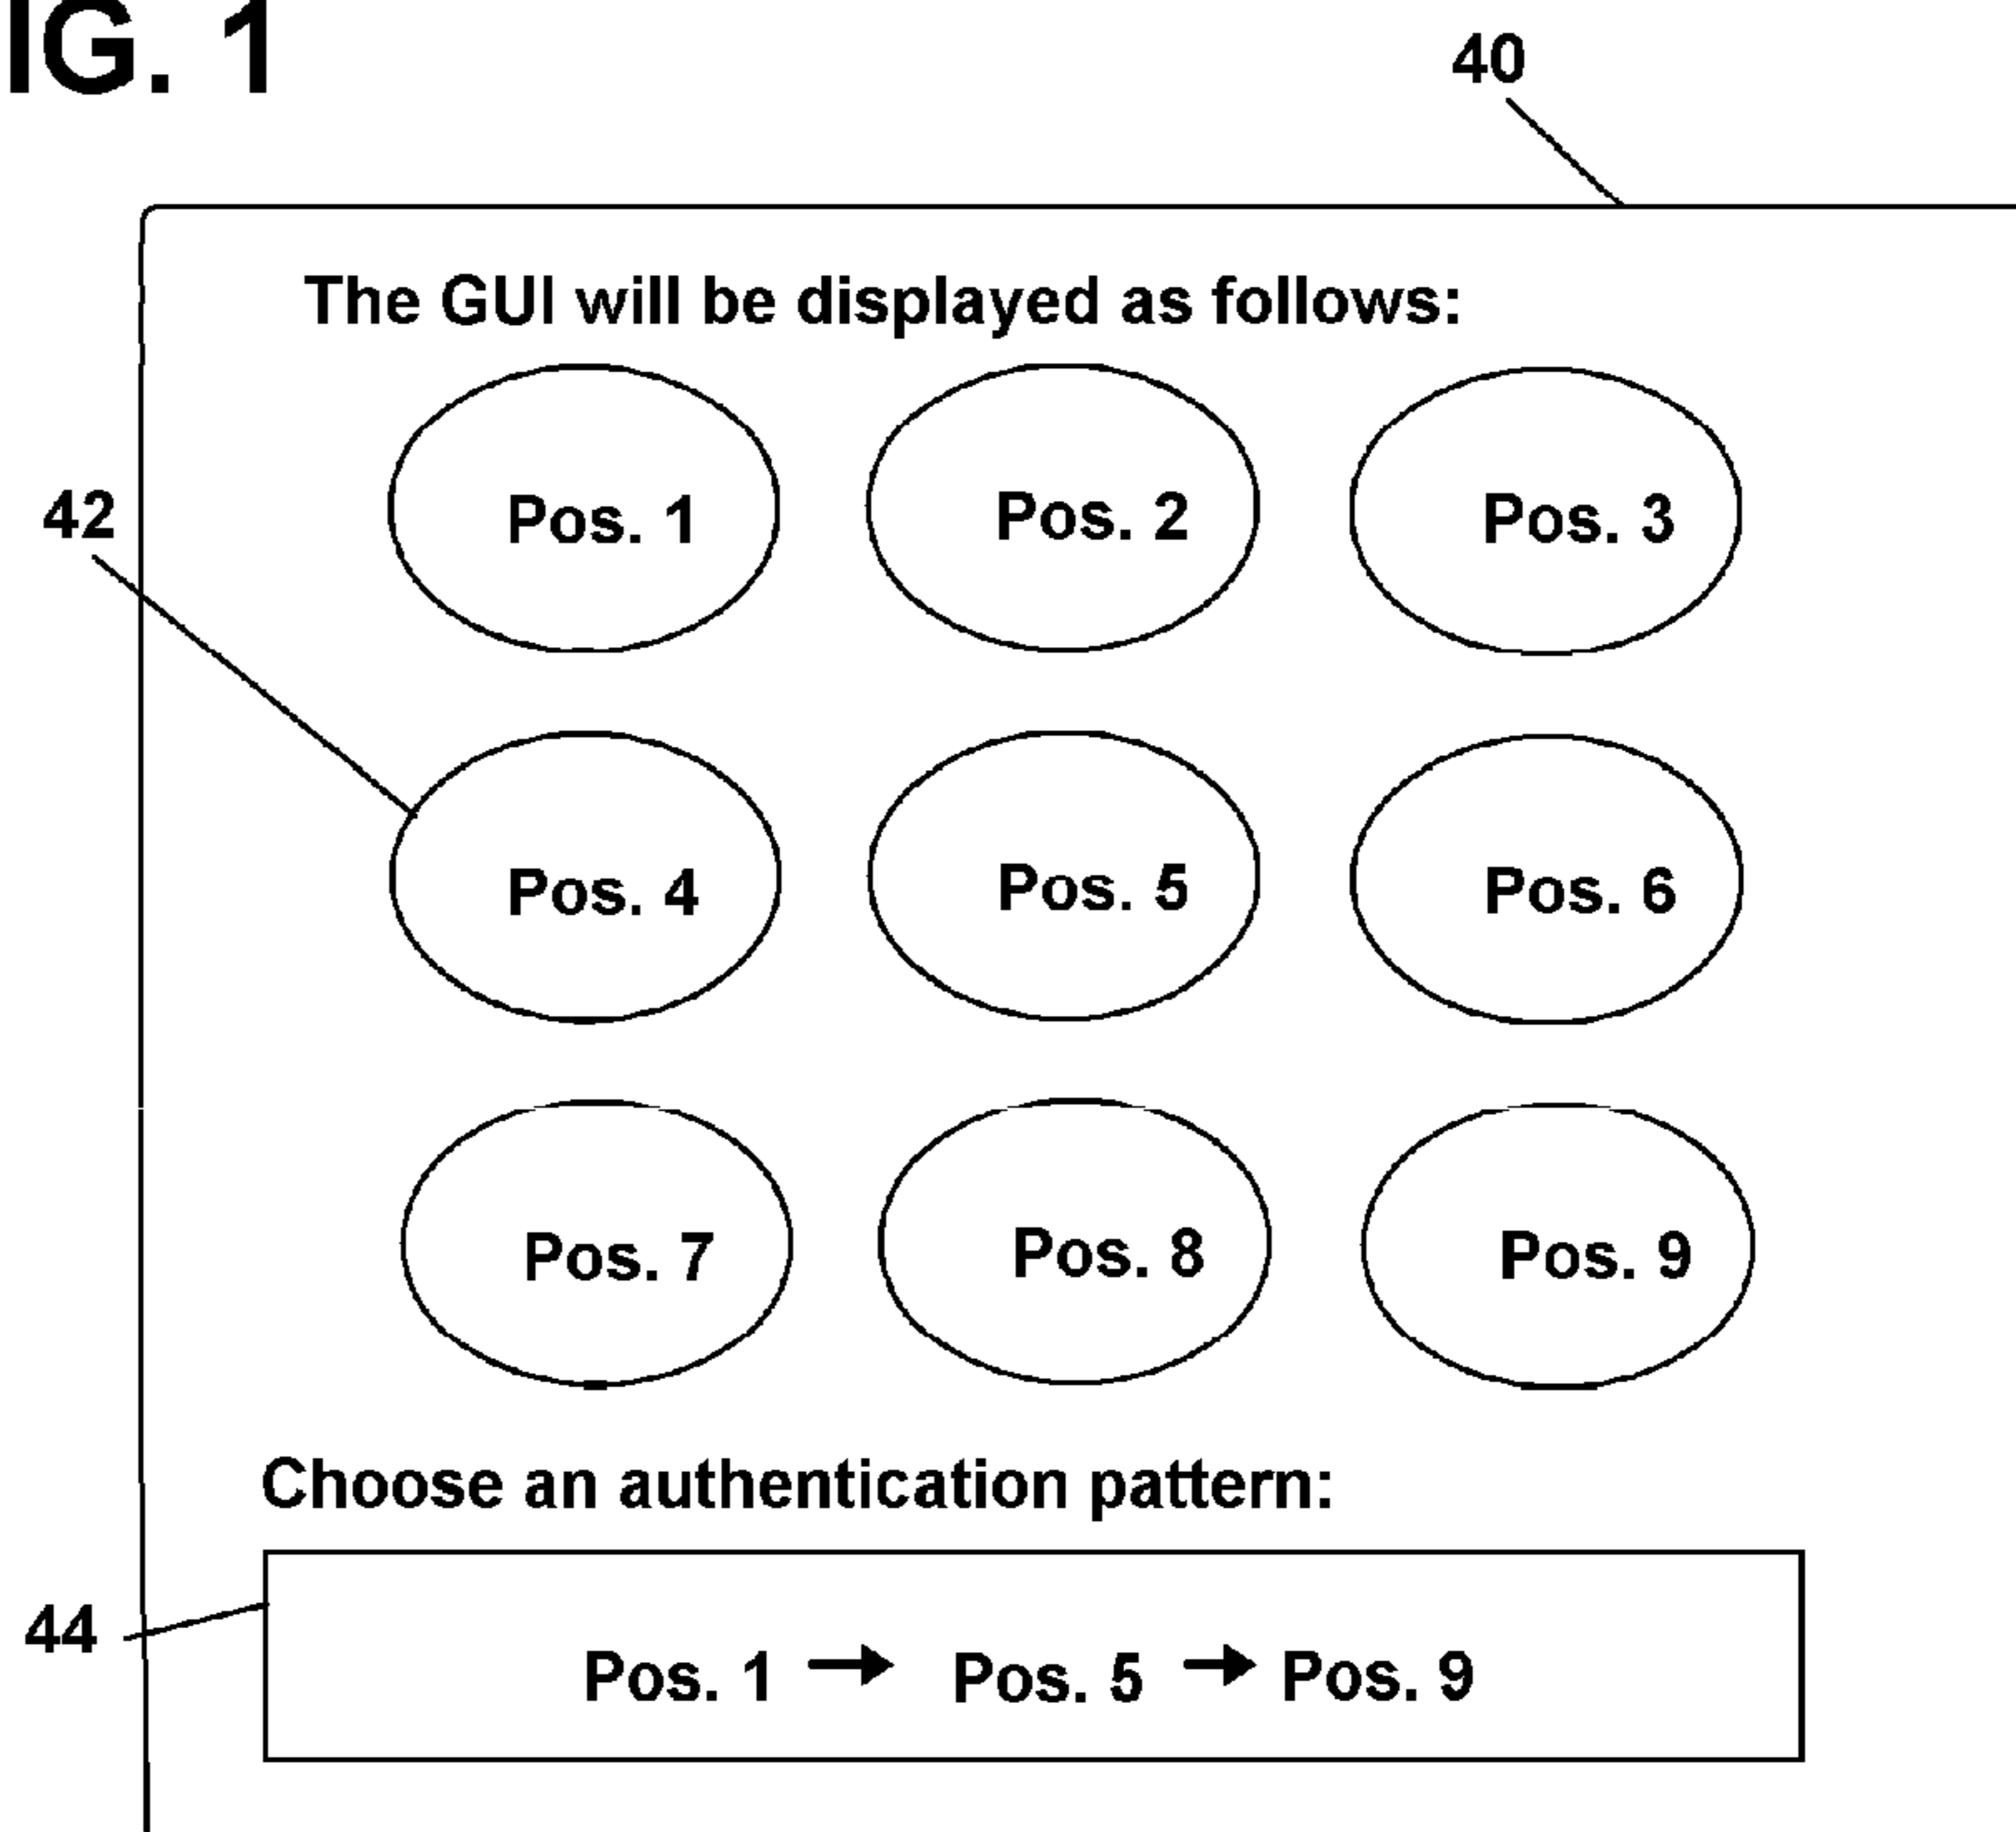 IG. 1
40
The GUI will be displayed as follows:
Pos. 1 Pos. 2 Pos. 3
42
Pos. 4 Pos. 5 Pos. 6
Pos. 7 Pos. 8 Pos. 9
Choose an authentication pattern:
44
Pos. 1 → Pos. 5 → Pos. 9